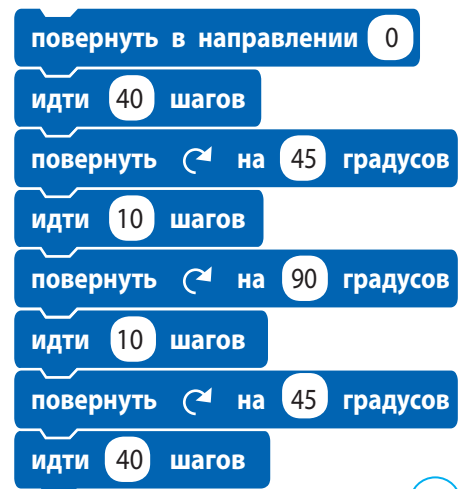 повернуть в направлении 0
идти 40 шагов
повернуть на 45 градусов
идти 10 шагов
повернуть на 90 градусов
идти 10 шагов
повернуть на 45 градусов
идти 40 шагов